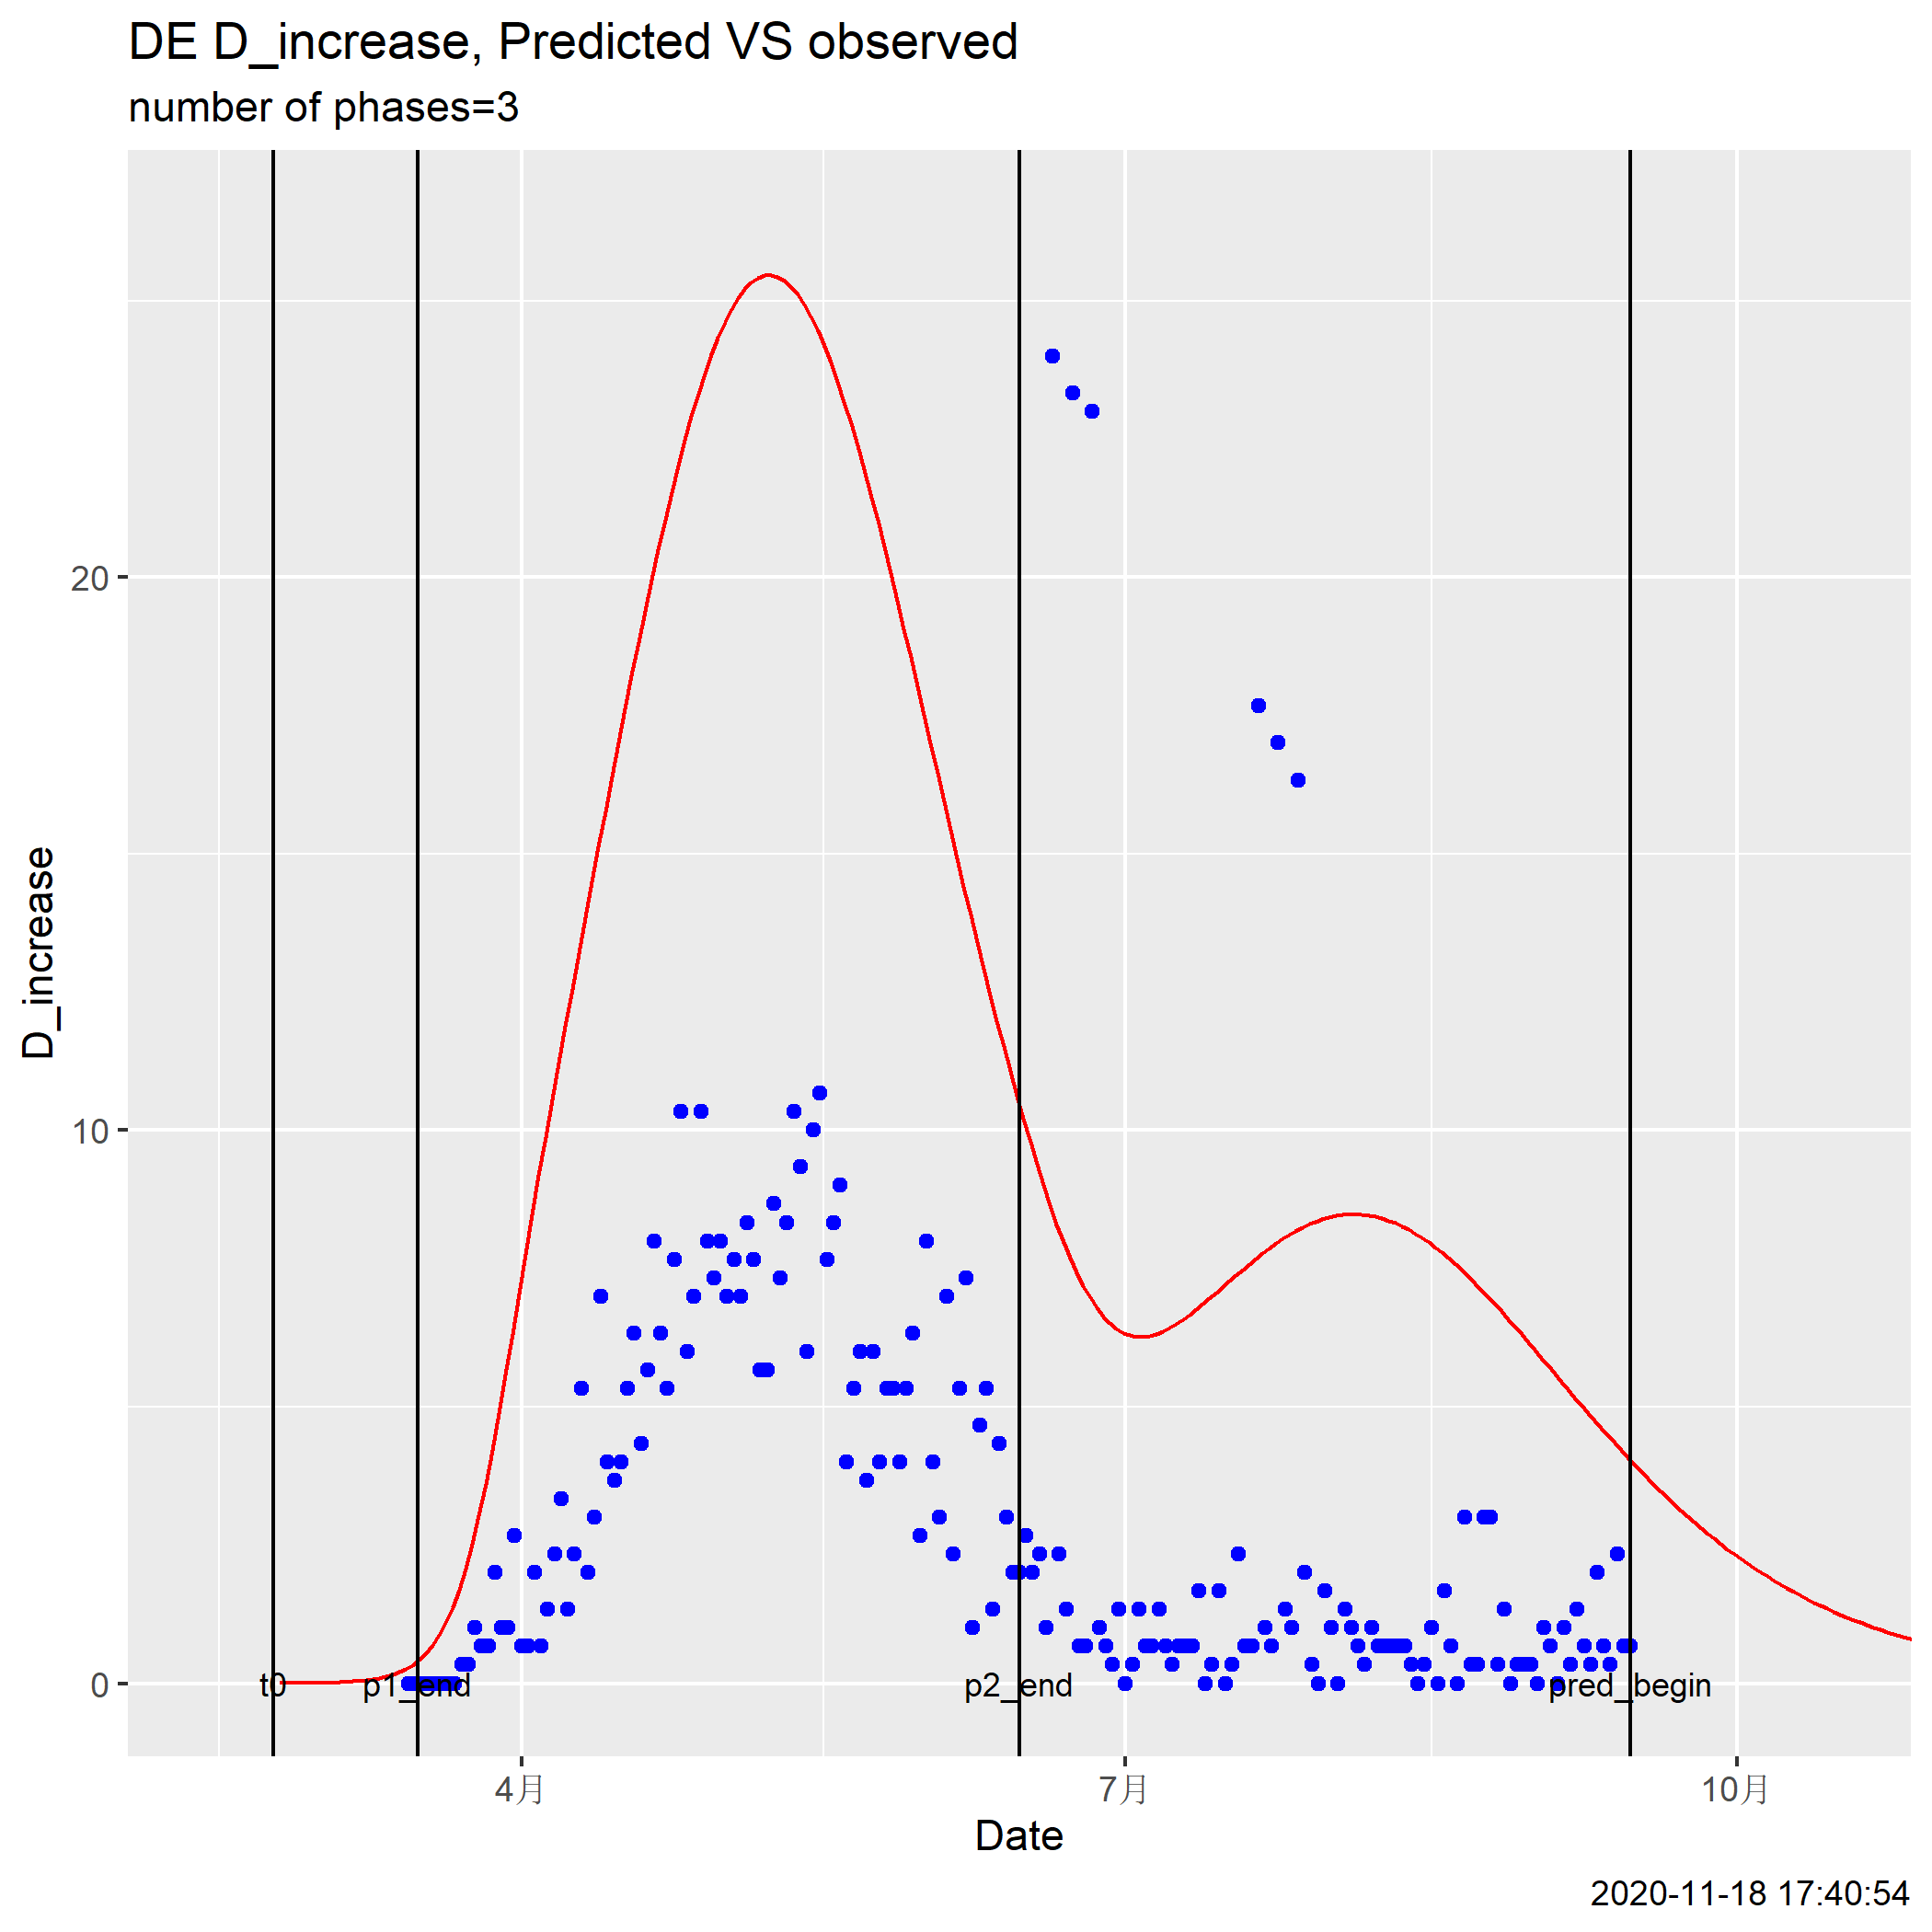 DE D_increase, Predicted VS observed
number of phases=3
D_increase
20
10
0
t0
p1_end
p2_end
pred_begin
4月
7月
10月
Date
2020-11-18 17:40:54